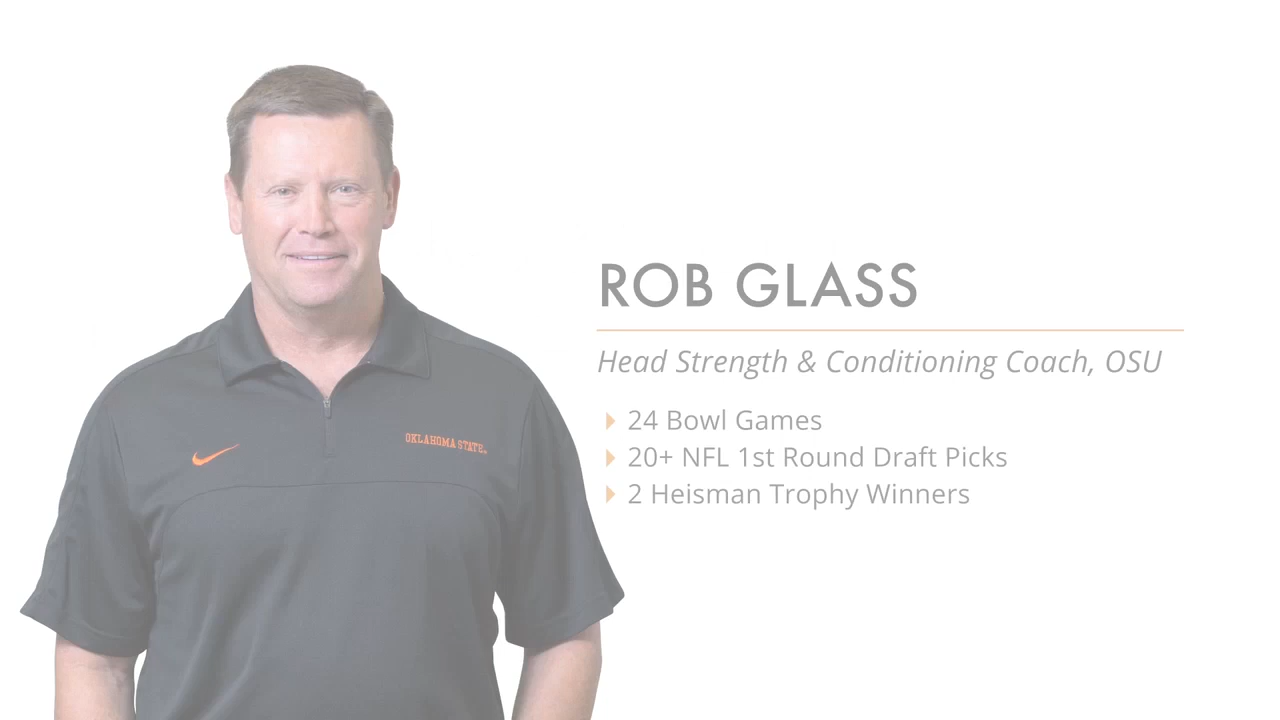 ROB GLASS
Head Strength & Conditioning Coach, OSU
24 Bowl Games
20+ NFL 1st Round Draft Picks
2 Heisman Trophy Winners
OKLAHOMA STATE